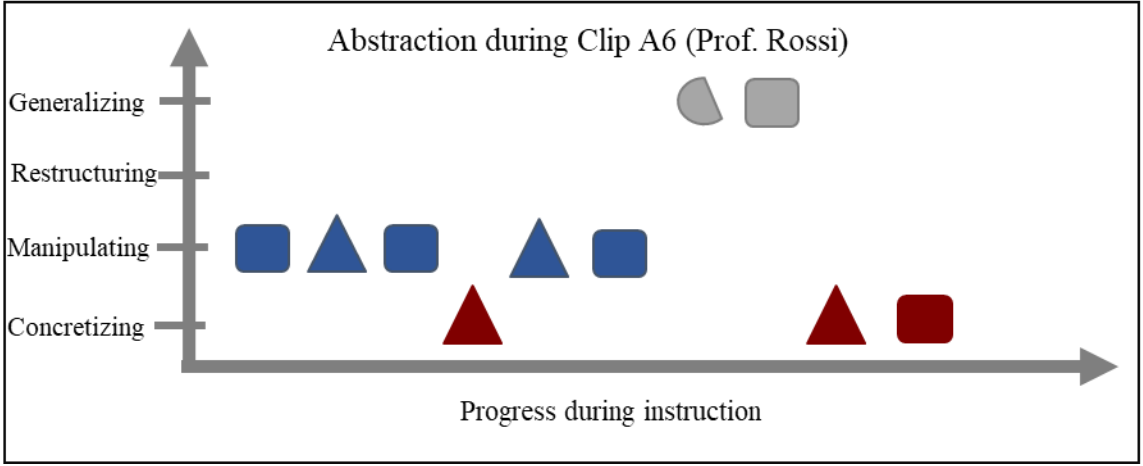 Abstraction during Clip A6 (Prof. Rossi)
Generalizing
Restructuring
Manipulating
Concretizing
Progress during instruction